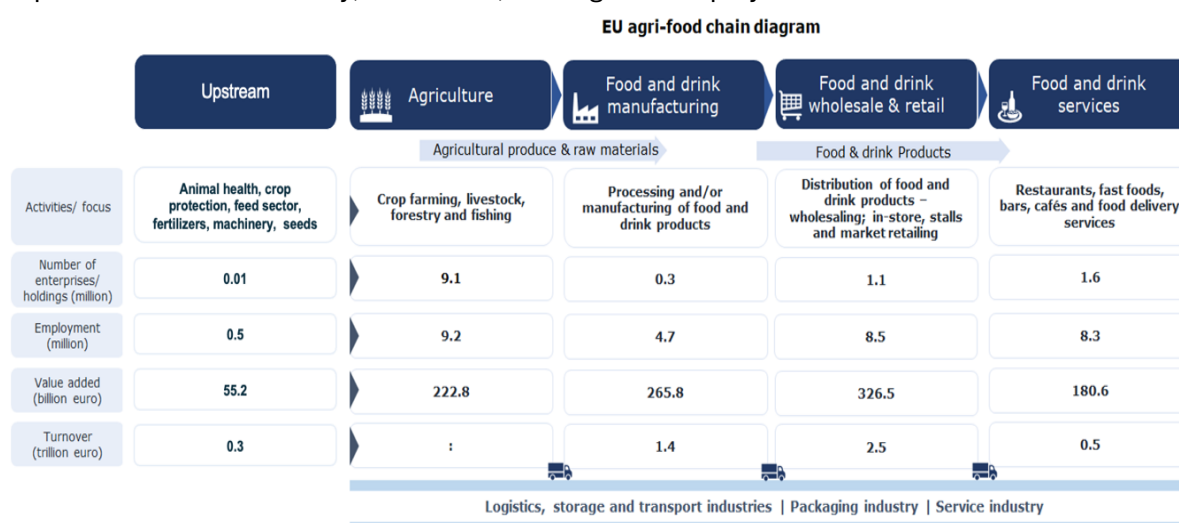 EU agri-food chain diagram
Upstream
Agriculture
Food and drink
manufacturing
Food and drink
wholesale & retail
Food and drink
services
Agricultural produce & raw materials
Food & drink Products
Activities/ focus
Animal health, crop
protection, feed sector,
fertilizers, machinery, seeds
Crop farming, livestock,
forestry and fishing
Processing and/or
manufacturing of food and
drink products
Distribution of food and
drink products –
wholesaling; in-store, stalls
and market retailing
Restaurants, fast foods,
bars, cafés and food delivery
services
Number of
enterprises/
holdings (million)
0.01
9.1
0.3
1.1
1.6
Employment
(million)
0.5
9.2
4.7
8.5
8.3
Value added
(billion euro)
55.2
222.8
265.8
326.5
180.6
Turnover
(trillion euro)
0.3
:
1.4
2.5
0.5
Logistics, storage and transport industries | Packaging industry | Service industry